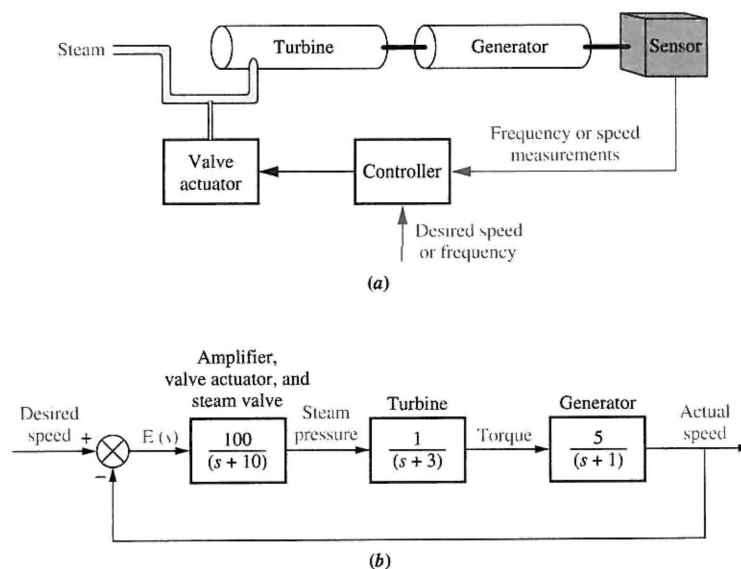 Steam
Turbine
Generator
Sensor
Valve
actuator
Controller
Frequency or speed
measurements
Desired speed
or frequency
(a)
Amplifier,
valve actuator, and
steam valve
Desired
speed
+
−
E (s)
100
(s + 10)
Steam
pressure
Turbine
1
(s + 3)
Torque
Generator
5
(s + 1)
Actual
speed
(b)